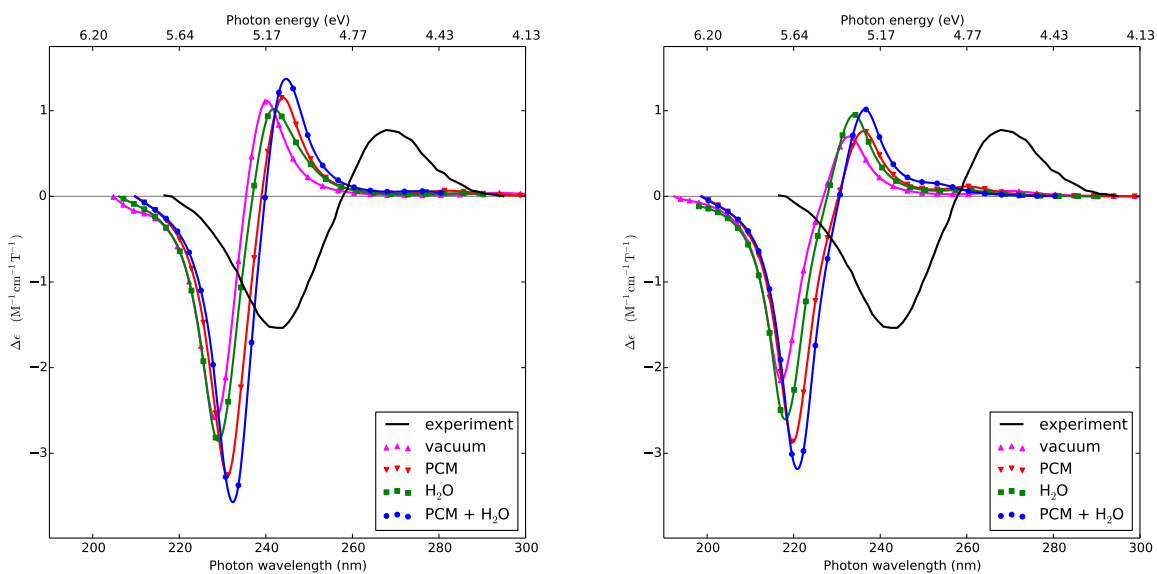 Photon energy (eV)
6.20 5.64 5.17 4.77 4.43 4.13
1
0
−1
−2
−3
Δϵ (M⁻¹cm⁻¹T⁻¹)
experiment
vacuum
PCM
H₂O
PCM + H₂O
200 220 240 260 280 300
Photon wavelength (nm)
Photon energy (eV)
6.20 5.64 5.17 4.77 4.43 4.13
1
0
−1
−2
−3
Δϵ (M⁻¹cm⁻¹T⁻¹)
experiment
vacuum
PCM
H₂O
PCM + H₂O
200 220 240 260 280 300
Photon wavelength (nm)